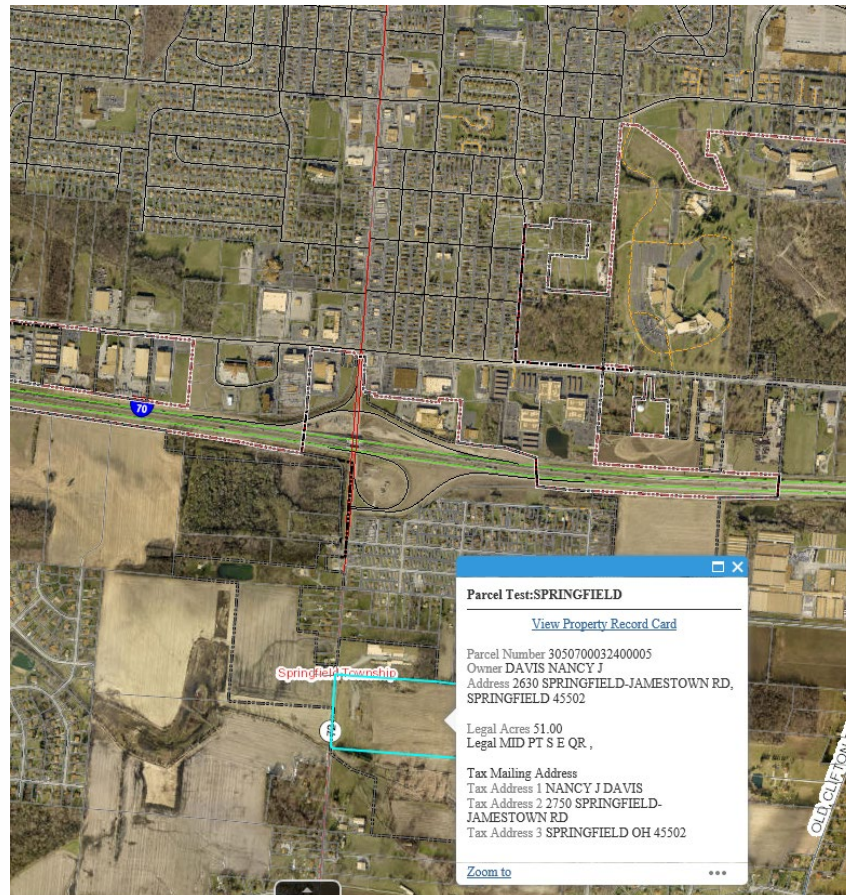 70
Parcel Test:SPRINGFIELD
View Property Record Card
Parcel Number 3050700032400005
Owner DAVIS NANCY J
Address 2630 SPRINGFIELD-JAMESTOWN RD,
SPRINGFIELD 45502
Legal Acres 51.00
Legal MID PT S E QR ,
Tax Mailing Address
Tax Address 1 NANCY J DAVIS
Tax Address 2 2750 SPRINGFIELD-
JAMESTOWN RD
Tax Address 3 SPRINGFIELD OH 45502
Zoom to
Springfield Township
72
OLD CLIFTON